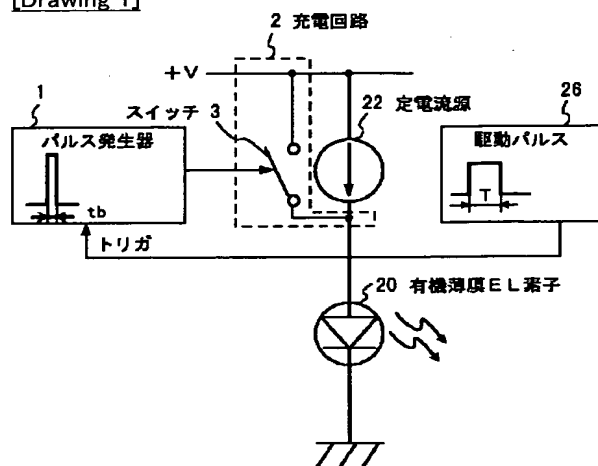 [Drawing 1]
2 充電回路
+V
1
スイッチ 3
22 定電流源
26
パルス発生器
駆動パルス
tb
T
トリガ
20 有機薄膜EL素子